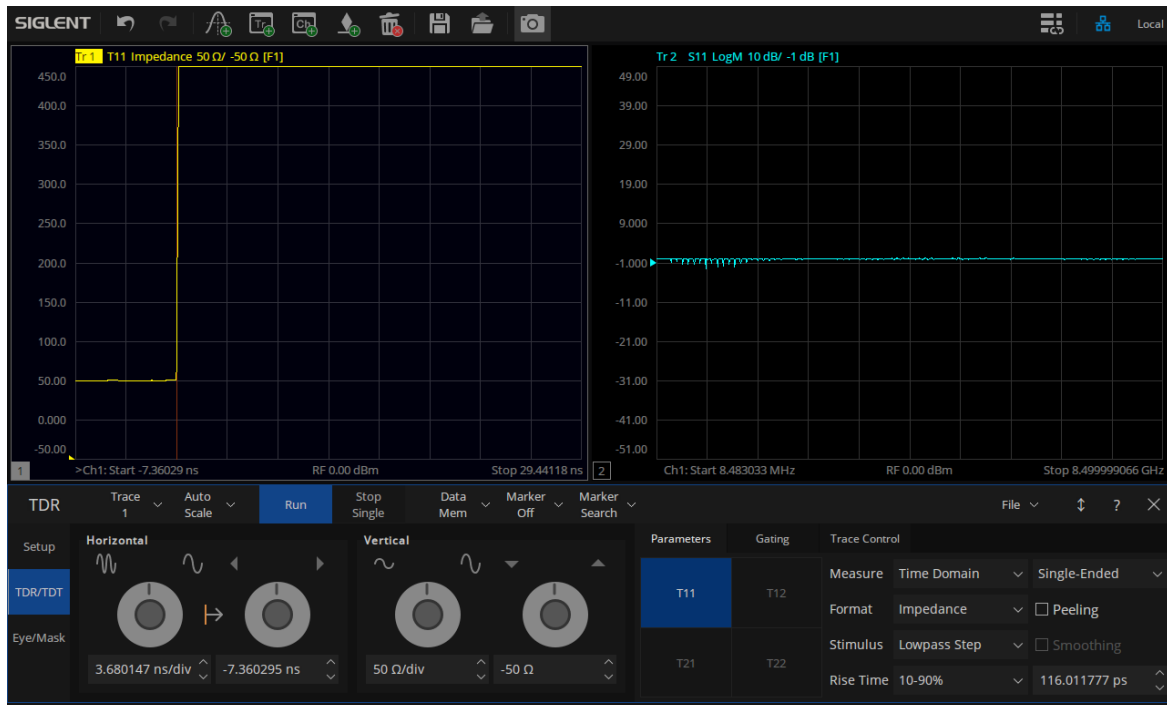 SIGLENT Tr Ch Local
Tr 1 T11 Impedance 50 Ω/ -50 Ω [F1]
450.0
400.0
350.0
300.0
250.0
200.0
150.0
100.0
50.00
0.000
-50.00
1 >Ch1: Start -7.36029 ns RF 0.00 dBm Stop 29.44118 ns
Tr 2 S11 LogM 10 dB/ -1 dB [F1]
49.00
39.00
29.00
19.00
9.000
-1.000
-11.00
-21.00
-31.00
-41.00
-51.00
2 Ch1: Start 8.483033 MHz RF 0.00 dBm Stop 8.499999066 GHz
TDR
Trace
1
Auto
Scale
Run
Stop
Single
Data
Mem
Marker
Off
Marker
Search
File ?
Setup
TDR/TDT
Eye/Mask
Horizontal
3.680147 ns/div -7.360295 ns
Vertical
50 Ω/div -50 Ω
Parameters Gating Trace Control
T11 T12
T21 T22
Measure Time Domain Single-Ended
Format Impedance Peeling
Stimulus Lowpass Step Smoothing
Rise Time 10-90% 116.011777 ps